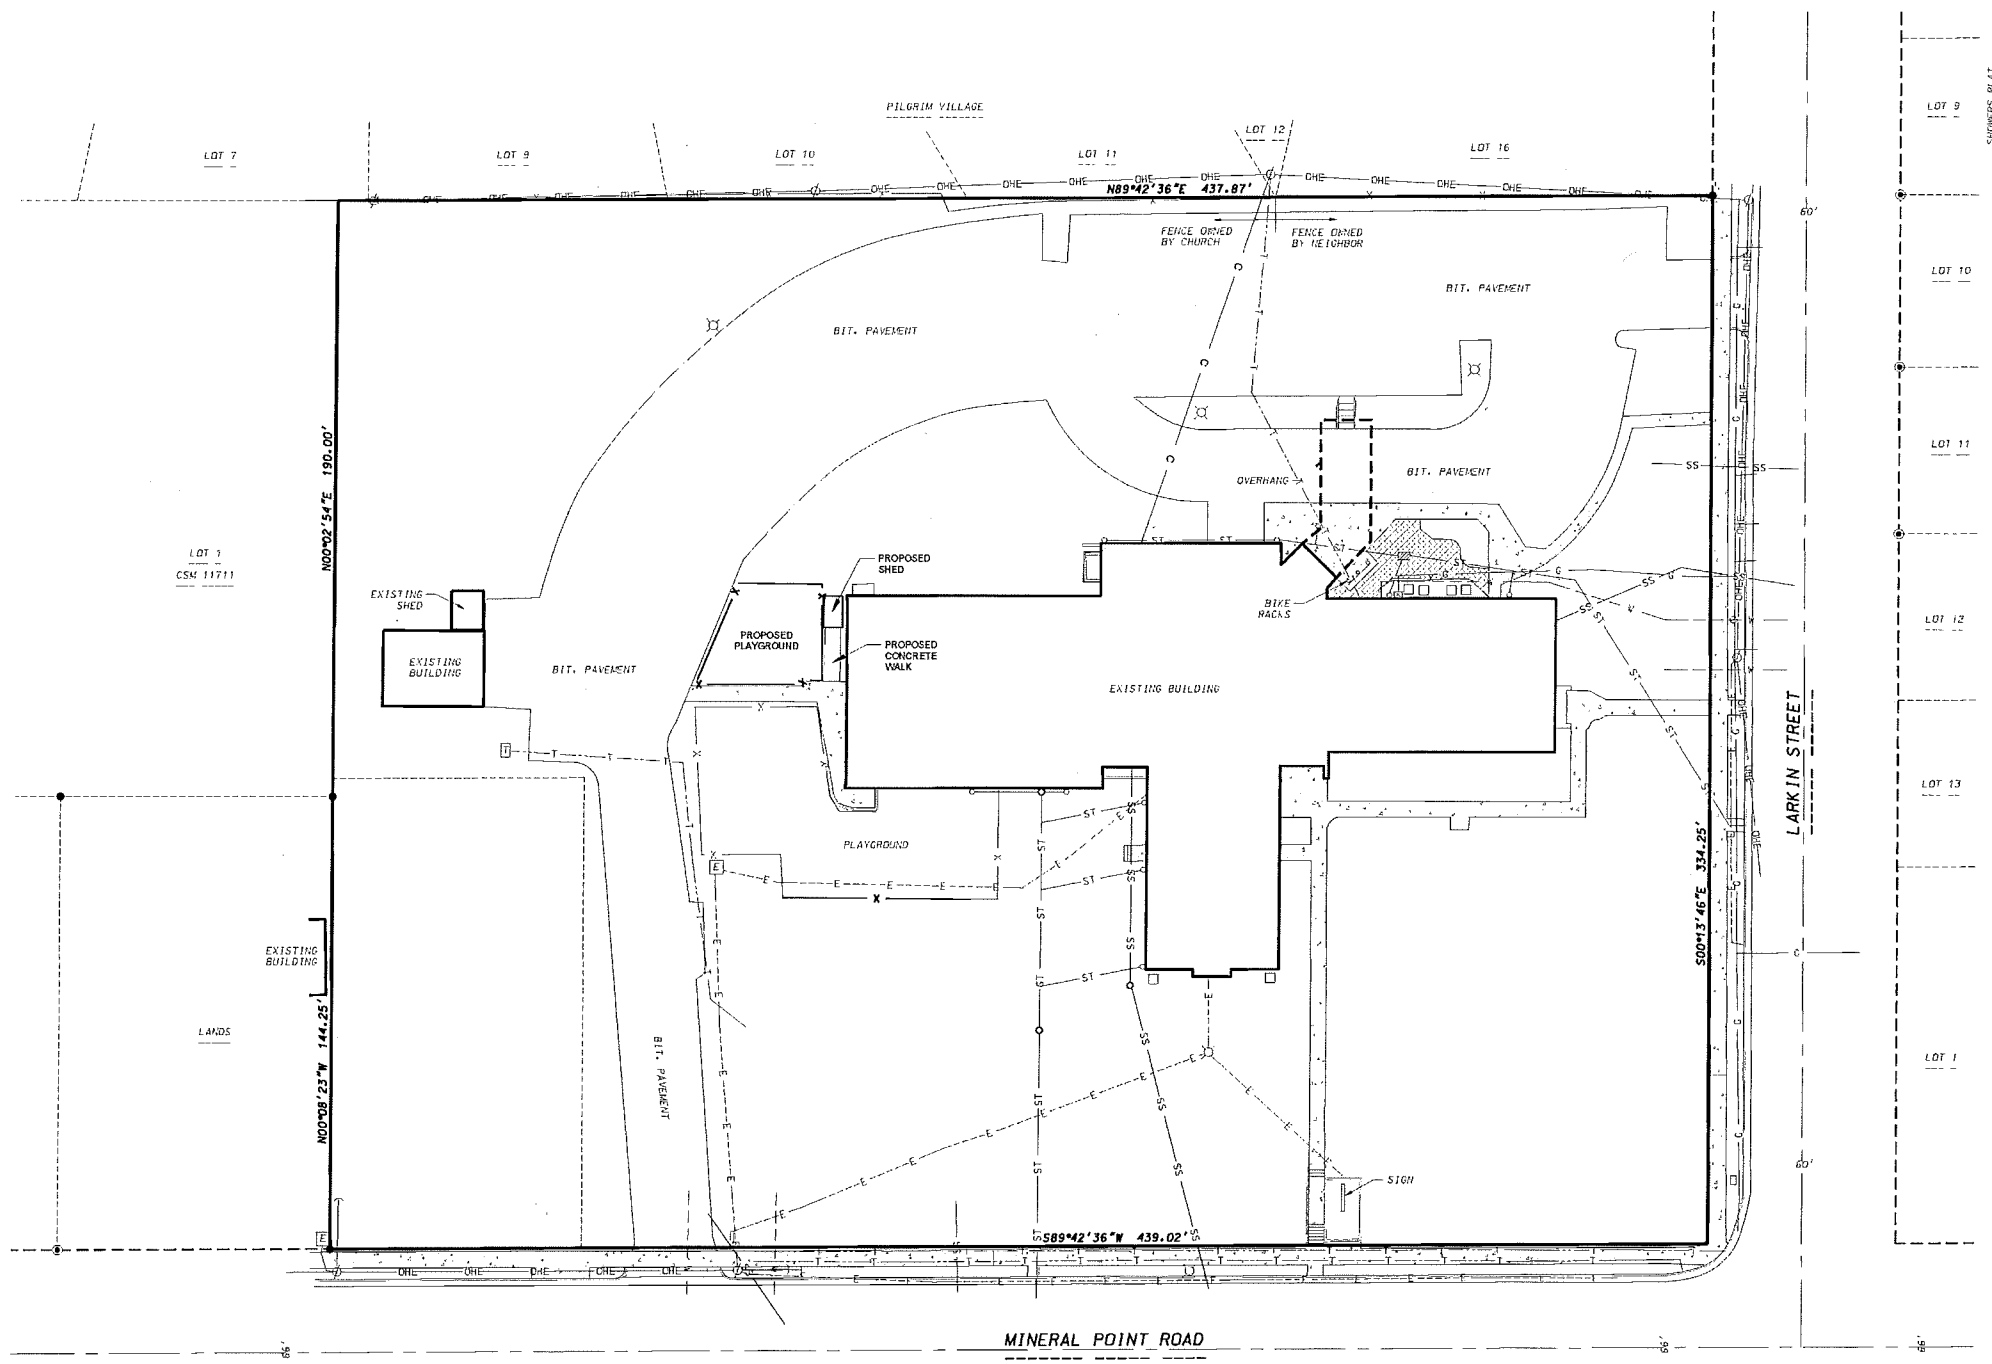 PILGRIM VILLAGE
LOT 7
LOT 9
LOT 10
LOT 11
LOT 12
LOT 16
LOT 9
N89°42'36"E 437.87'
FENCE OWNED
BY CHURCH
FENCE OWNED
BY NEIGHBOR
60'
LOT 10
BIT. PAVEMENT
BIT. PAVEMENT
N00°02'54"E 190.00'
LOT 11
BIT. PAVEMENT
OVERHANG
LOT 1
CSM 11711
PROPOSED
SHED
EXISTING
SHED
BIKE
RACKS
LOT 12
PROPOSED
PLAYGROUND
PROPOSED
CONCRETE
WALK
EXISTING
BUILDING
BIT. PAVEMENT
EXISTING BUILDING
LARKIN STREET
LOT 13
PLAYGROUND
S00°13'46"E 334.25'
EXISTING
BUILDING
LANDS
N00°08'23"W 144.25'
BIT. PAVEMENT
LOT 1
60'
SIGN
S89°42'36"W 439.02'
MINERAL POINT ROAD
66'
66'
66'